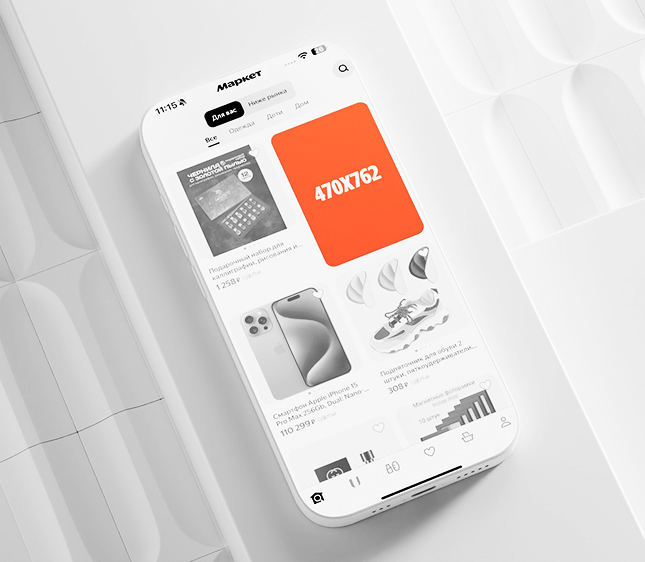 11:15
Маркет
Для вас
Ниже рынка
Все
Одежда
Дети
Дом
ЧЕРНИЛА
С ЗОЛОТОЙ ПЫЛЬЮ
12
470X762
Подарочный набор для
каллиграфии, рисования и...
1 258 ₽
Смартфон Apple iPhone 15
Pro Max 256Gb, Dual: Nano-...
110 299 ₽
Подпяточник для обуви 2
штуки, пяткоудерживатели...
308 ₽
Магнитные фоторамки
10 штук